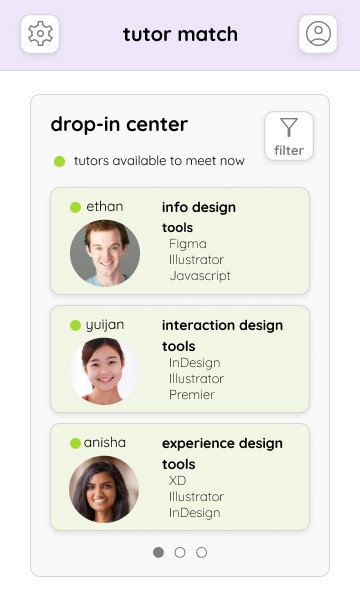 tutor match
drop-in center
filter
tutors available to meet now
ethan
info design
tools
Figma
Illustrator
Javascript
yuijan
interaction design
tools
InDesign
Illustrator
Premier
anisha
experience design
tools
XD
Illustrator
InDesign